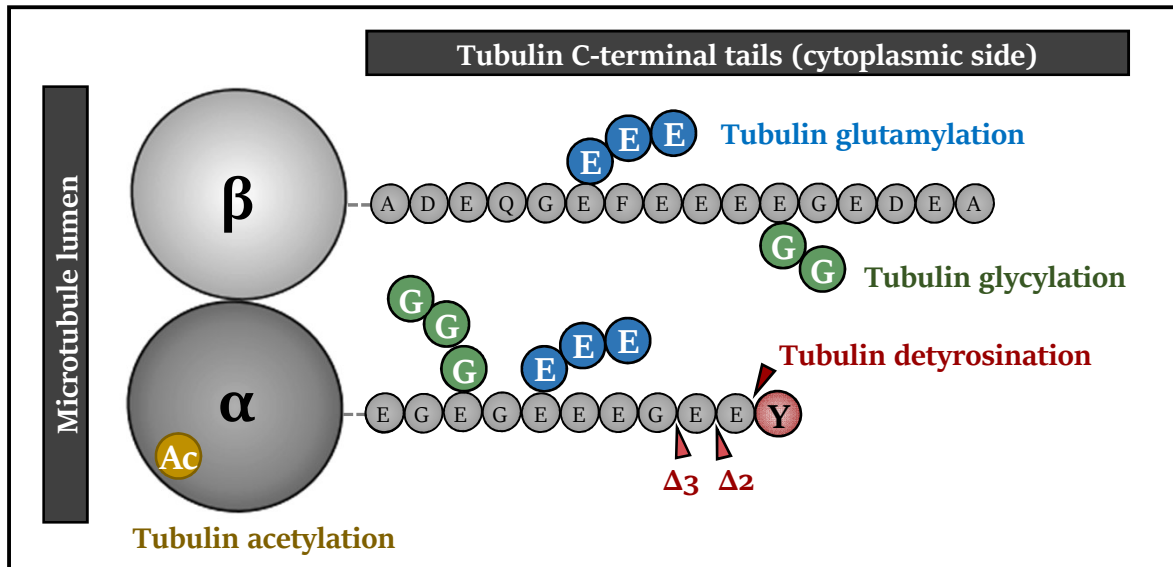 Tubulin C-terminal tails (cytoplasmic side)
Microtubule lumen
E E E
Tubulin glutamylation
β
A D E Q G E F E E E E G E D E A
G G
Tubulin glycylation
G G G
E E E
Tubulin detyrosination
α
E G E G E E E G E E Y
Ac
Δ3 Δ2
Tubulin acetylation